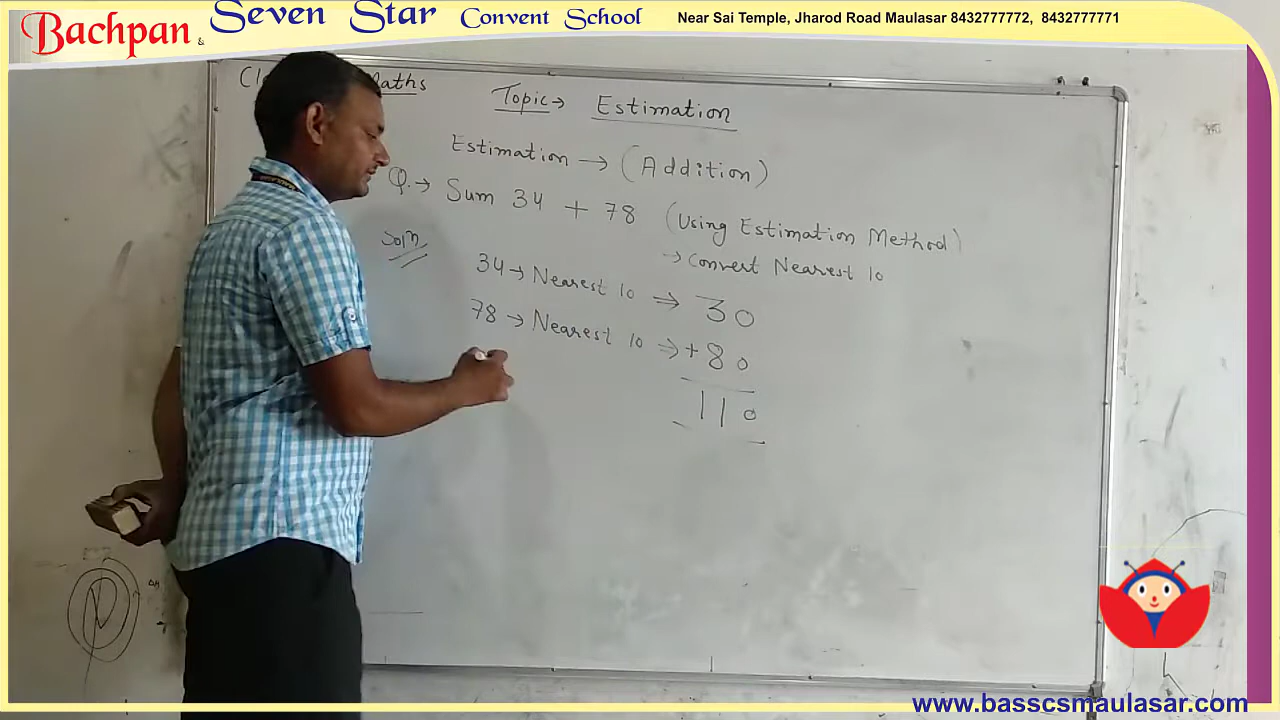 Bachpan & Seven Star Convent School Near Sai Temple, Jharod Road Maulasar 8432777772, 8432777771
Topic → Estimation
Estimation → (Addition)
Q. → Sum 34 + 78 (Using Estimation Method)
→ Convert Nearest 10
Solⁿ
34 → Nearest 10 ⇒ 30
78 → Nearest 10 ⇒ + 80
110
www.basscsmaulasar.com